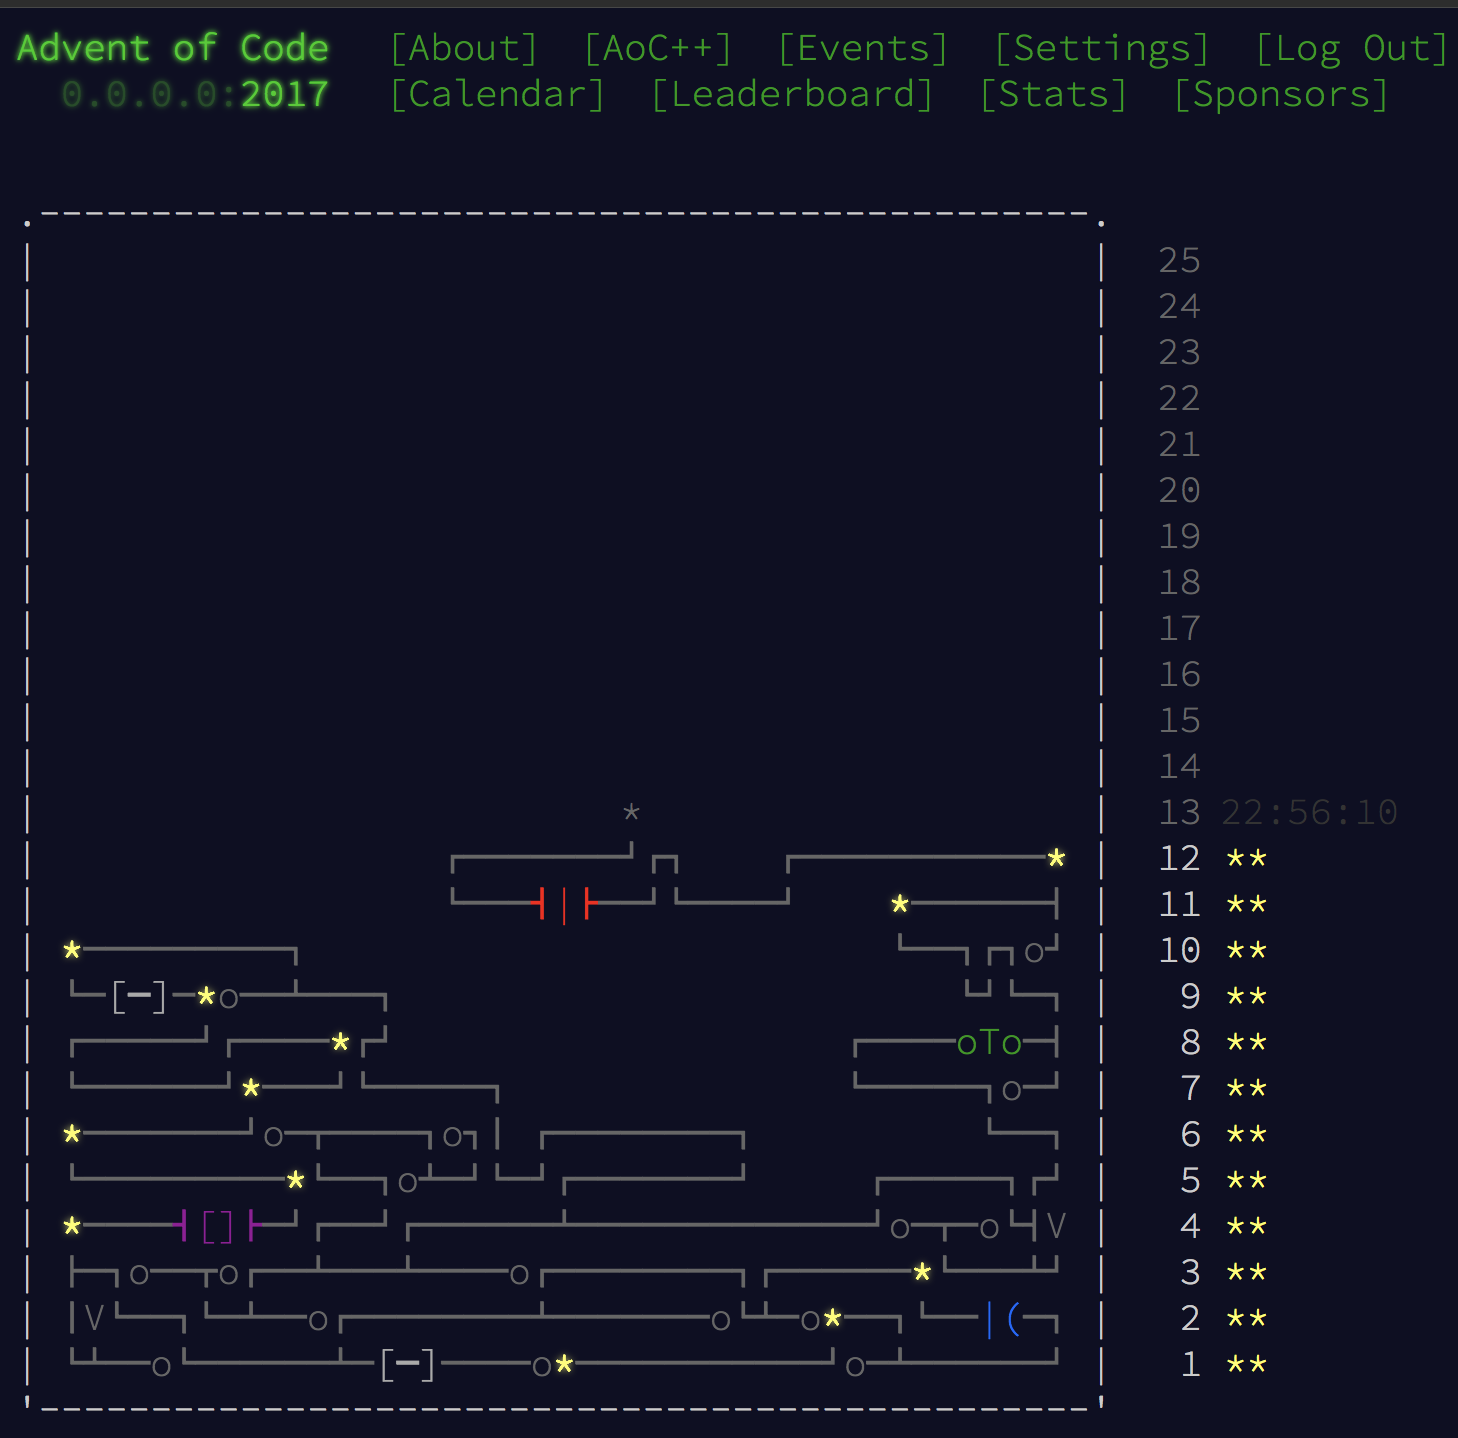 Advent of Code [About] [AoC++] [Events] [Settings] [Log Out]
0.0.0.0:2017 [Calendar] [Leaderboard] [Stats] [Sponsors]
25
24
23
22
21
20
19
18
17
16
15
14
* 13 22:56:10
* 12 **
| | | * 11 **
* o 10 **
[─] * o 9 **
* oTo 8 **
* o 7 **
* o o 6 **
* o 5 **
* [] o o V 4 **
o o o * 3 **
V o o o * |( 2 **
o [─] o * o 1 **